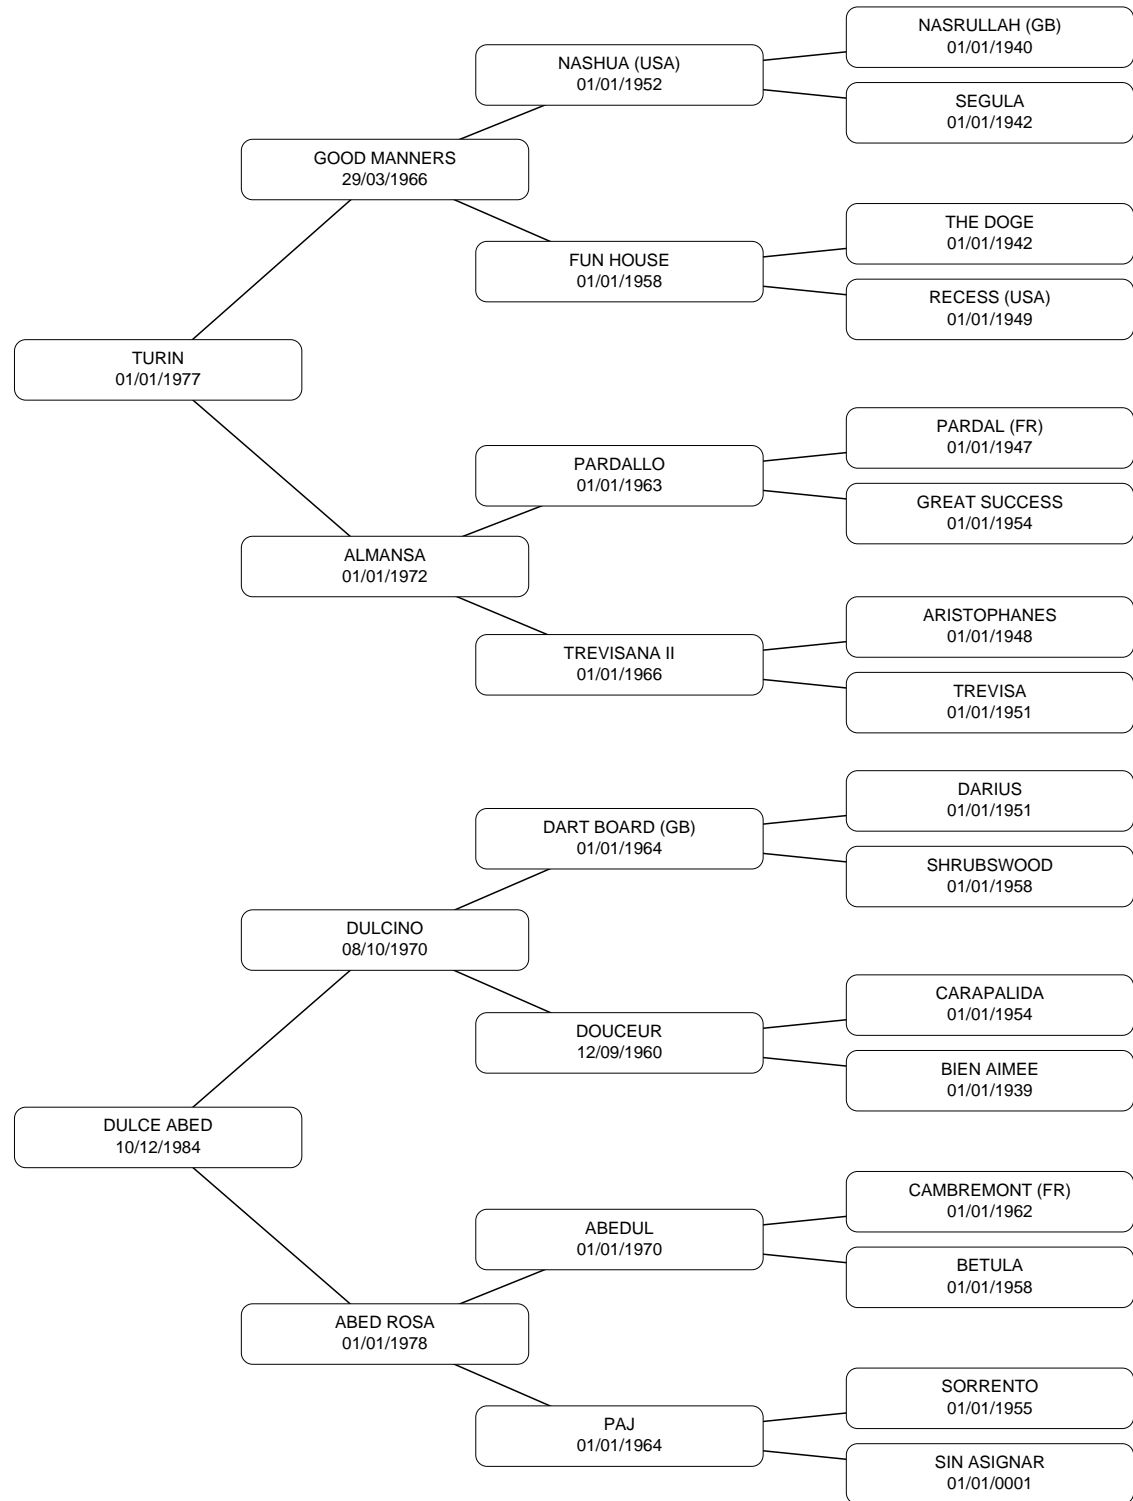 NASRULLAH (GB)
01/01/1940
NASHUA (USA)
01/01/1952
SEGULA
01/01/1942
GOOD MANNERS
29/03/1966
THE DOGE
01/01/1942
FUN HOUSE
01/01/1958
RECESS (USA)
01/01/1949
TURIN
01/01/1977
PARDAL (FR)
01/01/1947
PARDALLO
01/01/1963
GREAT SUCCESS
01/01/1954
ALMANSA
01/01/1972
ARISTOPHANES
01/01/1948
TREVISANA II
01/01/1966
TREVISA
01/01/1951
DARIUS
01/01/1951
DART BOARD (GB)
01/01/1964
SHRUBSWOOD
01/01/1958
DULCINO
08/10/1970
CARAPALIDA
01/01/1954
DOUCEUR
12/09/1960
BIEN AIMEE
01/01/1939
DULCE ABED
10/12/1984
CAMBREMONT (FR)
01/01/1962
ABEDUL
01/01/1970
BETULA
01/01/1958
ABED ROSA
01/01/1978
SORRENTO
01/01/1955
PAJ
01/01/1964
SIN ASIGNAR
01/01/0001